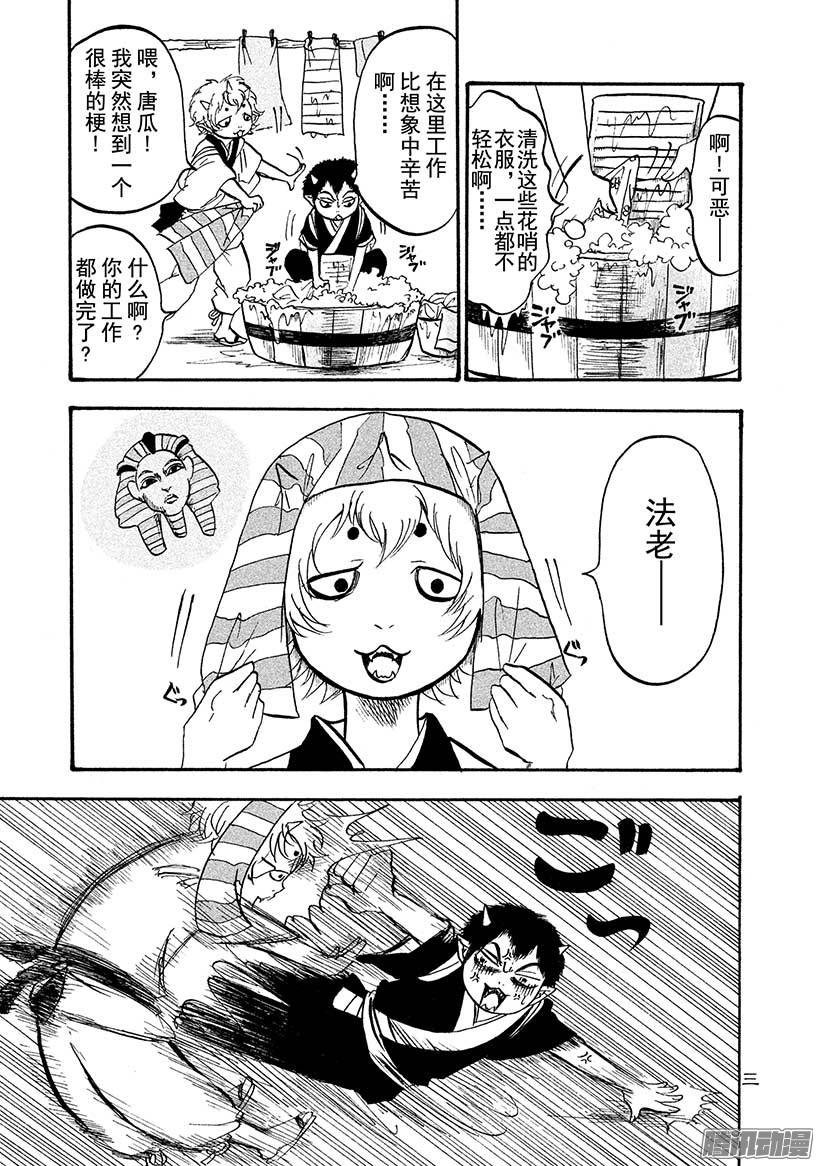 啊！可恶——
清洗这些花哨的
衣服，一点都不
轻松啊……
ジャブ
ジャブ
在这里工作
比想象中辛苦
啊……
喂，唐瓜！
我突然想到一个
很棒的梗！
什么啊？
你的工作
都做完了？
ジャブ
ジャブ
法老——
ぐっ
ぐっ
ごっ
三
腾讯动漫